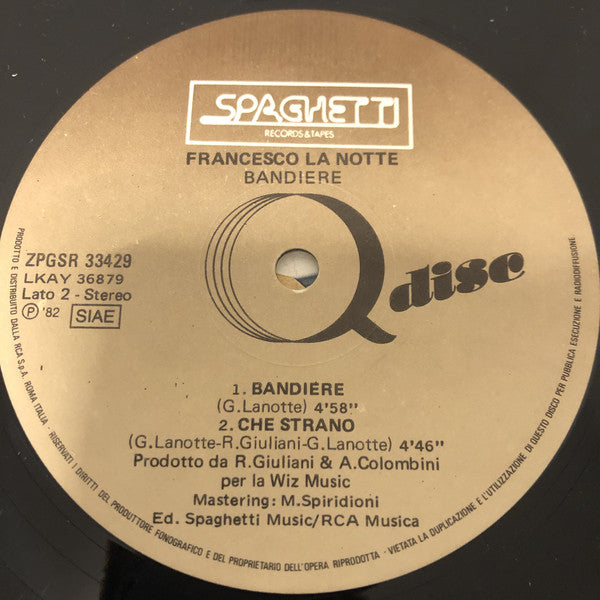 SPAGHETTI
RECORDS & TAPES
FRANCESCO LA NOTTE
BANDIERE
Q disc
ZPGSR 33429
LKAY 36879
Lato 2 - Stereo
Ⓟ '82 SIAE
1. BANDIERE
(G.Lanotte) 4'58''
2. CHE STRANO
(G.Lanotte-R.Giuliani-G.Lanotte) 4'46''
Prodotto da R.Giuliani & A.Colombini
per la Wiz Music
Mastering: M.Spiridioni
Ed. Spaghetti Music/RCA Musica
PRODOTTO E DISTRIBUITO DALLA RCA S.p.A. ROMA ITALIA - RISERVATI I DIRITTI DEL PRODUTTORE FONOGRAFICO E DEL PROPRIETARIO DELL'OPERA RIPRODOTTA - VIETATA LA DUPLICAZIONE E L'UTILIZZAZIONE DI QUESTO DISCO PER PUBBLICA ESECUZIONE E RADIODIFFUSIONE